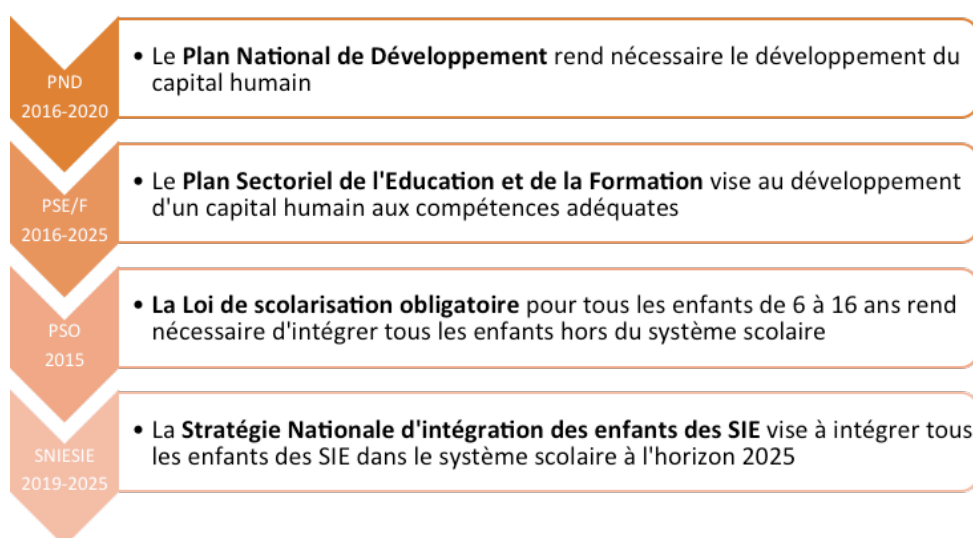 PND
2016-2020
• Le Plan National de Développement rend nécessaire le développement du
capital humain
PSE/F
2016-2025
• Le Plan Sectoriel de l'Education et de la Formation vise au développement
d'un capital humain aux compétences adéquates
PSO
2015
• La Loi de scolarisation obligatoire pour tous les enfants de 6 à 16 ans rend
nécessaire d'intégrer tous les enfants hors du système scolaire
SNIESIE
2019-2025
• La Stratégie Nationale d'intégration des enfants des SIE vise à intégrer tous
les enfants des SIE dans le système scolaire à l'horizon 2025